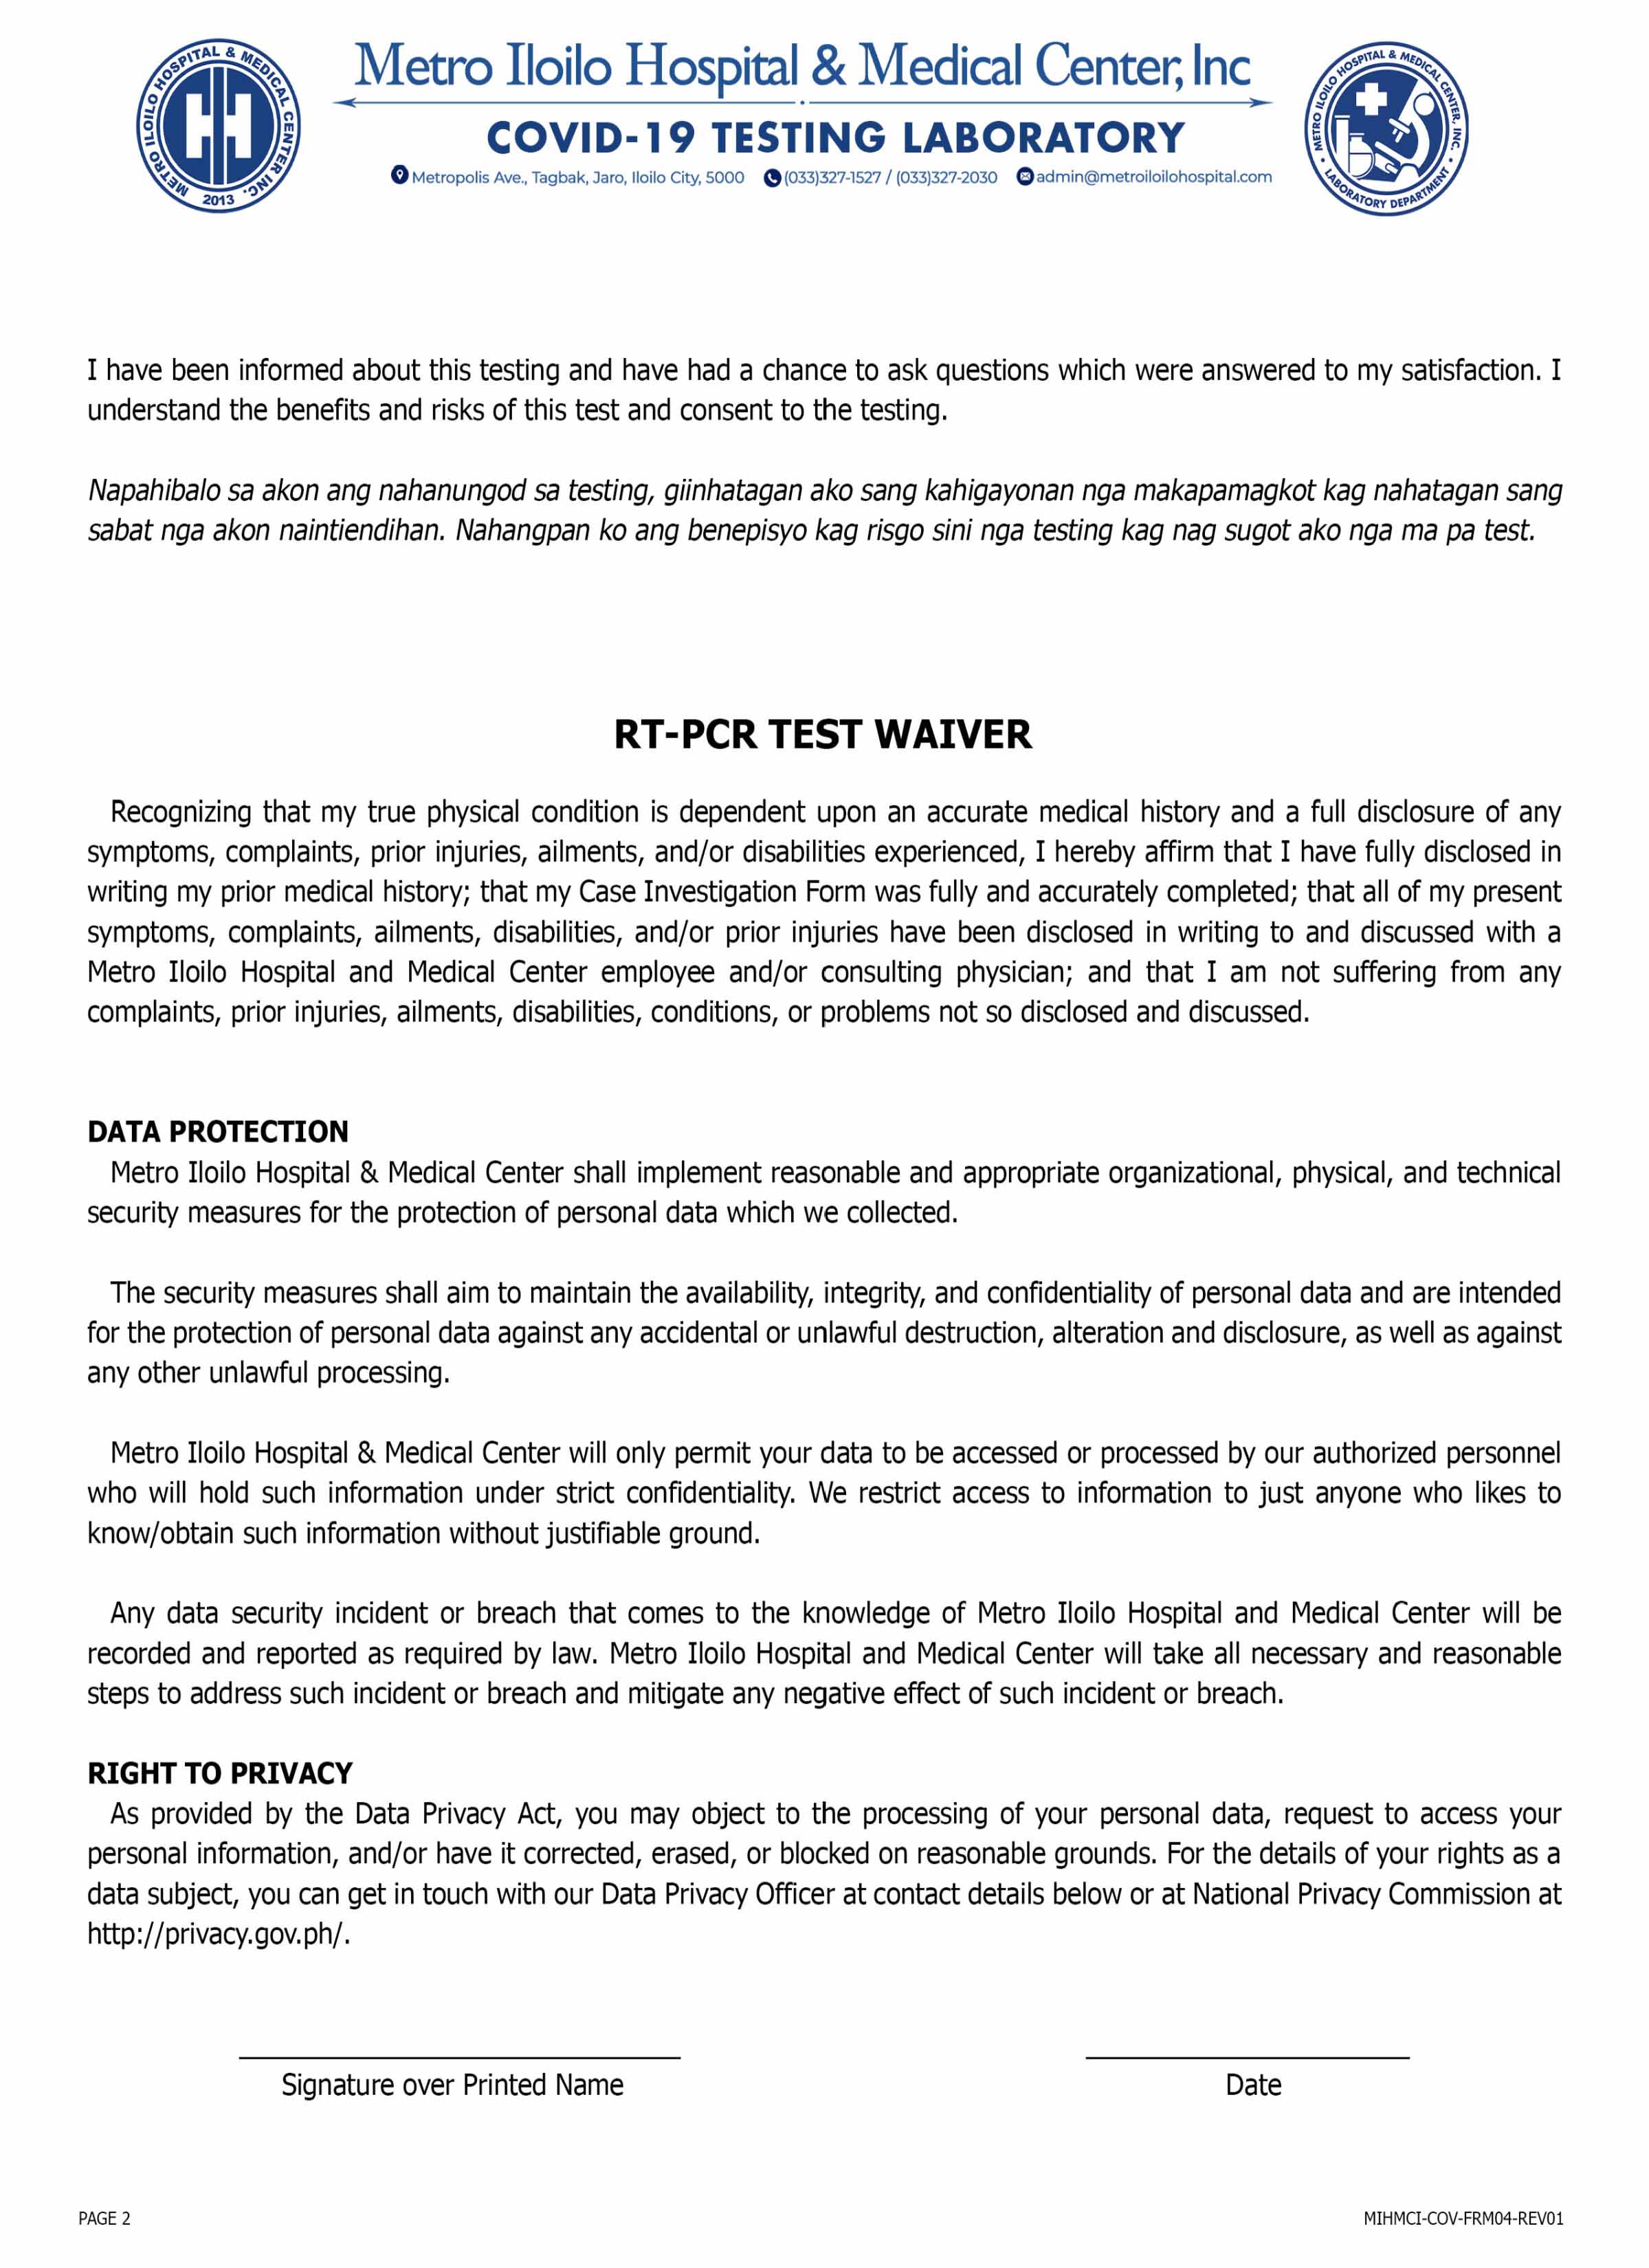 METRO ILOILO HOSPITAL & MEDICAL CENTER INC.
2013
Metro Iloilo Hospital & Medical Center, Inc
COVID-19 TESTING LABORATORY
Metropolis Ave., Tagbak, Jaro, Iloilo City, 5000 (033)327-1527 / (033)327-2030 admin@metroiloilohospital.com
METRO ILOILO HOSPITAL & MEDICAL CENTER, INC.
LABORATORY DEPARTMENT
I have been informed about this testing and have had a chance to ask questions which were answered to my satisfaction. I
understand the benefits and risks of this test and consent to the testing.
Napahibalo sa akon ang nahanungod sa testing, giinhatagan ako sang kahigayonan nga makapamagkot kag nahatagan sang
sabat nga akon naintiendihan. Nahangpan ko ang benepisyo kag risgo sini nga testing kag nag sugot ako nga ma pa test.
RT-PCR TEST WAIVER
Recognizing that my true physical condition is dependent upon an accurate medical history and a full disclosure of any
symptoms, complaints, prior injuries, ailments, and/or disabilities experienced, I hereby affirm that I have fully disclosed in
writing my prior medical history; that my Case Investigation Form was fully and accurately completed; that all of my present
symptoms, complaints, ailments, disabilities, and/or prior injuries have been disclosed in writing to and discussed with a
Metro Iloilo Hospital and Medical Center employee and/or consulting physician; and that I am not suffering from any
complaints, prior injuries, ailments, disabilities, conditions, or problems not so disclosed and discussed.
DATA PROTECTION
Metro Iloilo Hospital & Medical Center shall implement reasonable and appropriate organizational, physical, and technical
security measures for the protection of personal data which we collected.
The security measures shall aim to maintain the availability, integrity, and confidentiality of personal data and are intended
for the protection of personal data against any accidental or unlawful destruction, alteration and disclosure, as well as against
any other unlawful processing.
Metro Iloilo Hospital & Medical Center will only permit your data to be accessed or processed by our authorized personnel
who will hold such information under strict confidentiality. We restrict access to information to just anyone who likes to
know/obtain such information without justifiable ground.
Any data security incident or breach that comes to the knowledge of Metro Iloilo Hospital and Medical Center will be
recorded and reported as required by law. Metro Iloilo Hospital and Medical Center will take all necessary and reasonable
steps to address such incident or breach and mitigate any negative effect of such incident or breach.
RIGHT TO PRIVACY
As provided by the Data Privacy Act, you may object to the processing of your personal data, request to access your
personal information, and/or have it corrected, erased, or blocked on reasonable grounds. For the details of your rights as a
data subject, you can get in touch with our Data Privacy Officer at contact details below or at National Privacy Commission at
http://privacy.gov.ph/.
Signature over Printed Name Date
PAGE 2 MIHMCI-COV-FRM04-REV01